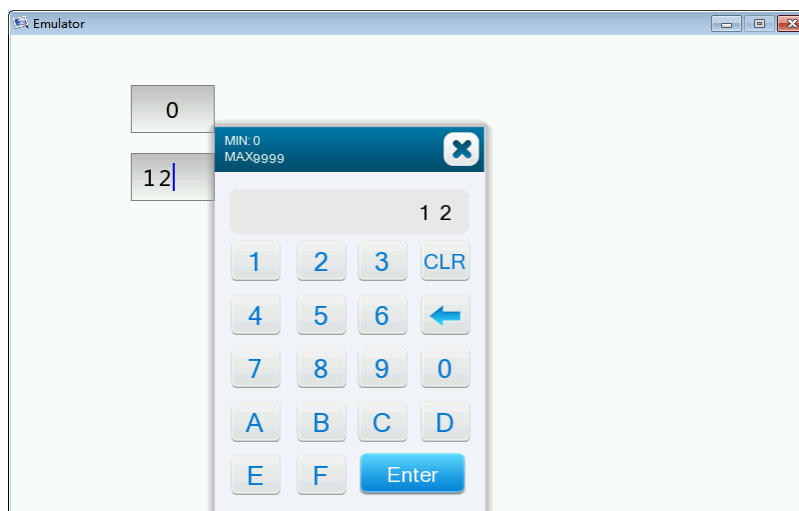 Emulator
0
12
MIN: 0
MAX9999
1 2
1 2 3 CLR
4 5 6
7 8 9 0
A B C D
E F Enter